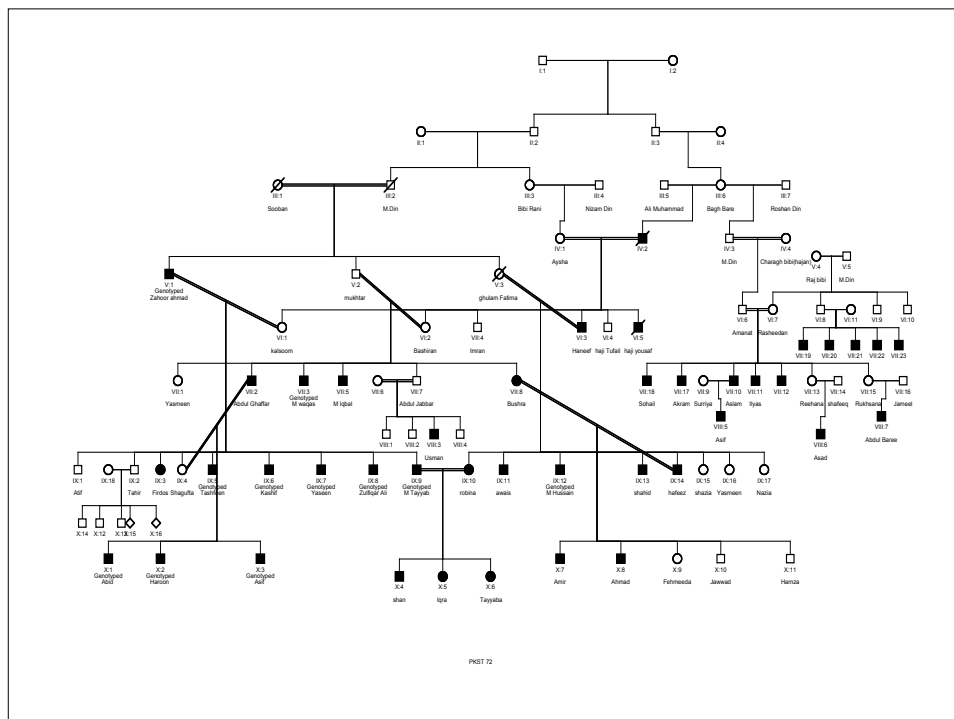 I:1 I:2
II:1 II:2 II:3 II:4
III:1 III:2 III:3 III:4 III:5 III:6 III:7
Sooban M.Din Bibi Rani Nizam Din Ali Muhammad Bagh Bare Roshan Din
IV:1 IV:2 IV:3 IV:4
Aysha M.Din Charagh bibi(hajan)
V:4 V:5
Raj bibi M.Din
V:1 V:2 V:3
Genotyped mukhtar ghulam Fatima
Zahoor ahmad
VI:6 VI:7 VI:8 VI:11 VI:9 VI:10
Amanat Rasheedan
VI:1 VI:2 VII:4 VI:3 VI:4 VI:5
kalsoom Bashiran Imran Haneef haji Tufail haji yousaf
VII:19 VII:20 VII:21 VII:22 VII:23
VII:1 VII:2 VII:3 VII:5 VII:6 VII:7 VII:8 VII:18 VII:17 VII:9 VII:10 VII:11 VII:12 VII:13 VII:14 VII:15 VII:16
Yasmeen Abdul Ghaffar Genotyped M Iqbal Abdul Jabbar Bushra Sohail Akram Surriya Aslam Ilyas Reehana shafeeq Rukhsana Jameel
M waqas
VIII:5 VIII:7
Asif Abdul Baree
VIII:1 VIII:2 VIII:3 VIII:4 VIII:6
Usman Asad
IX:1 IX:18 IX:2 IX:3 IX:4 IX:5 IX:6 IX:7 IX:8 IX:9 IX:10 IX:11 IX:12 IX:13 IX:14 IX:15 IX:16 IX:17
Atif Tahir Firdos Shagufta Genotyped Genotyped Genotyped Genotyped Genotyped robina awais Genotyped shahid hafeez shazia Yasmeen Nazia
Tashfeen Kashif Yaseen Zulfiqar Ali M Tayyab M Hussain
X:14 X:12 X:13 X:15 X:16
X:1 X:2 X:3 X:7 X:8 X:9 X:10 X:11
Genotyped Genotyped Genotyped Amir Ahmad Fehmeeda Jawwad Hamza
Abid Haroon Asif
X:4 X:5 X:6
shan Iqra Tayyaba
PKST 72